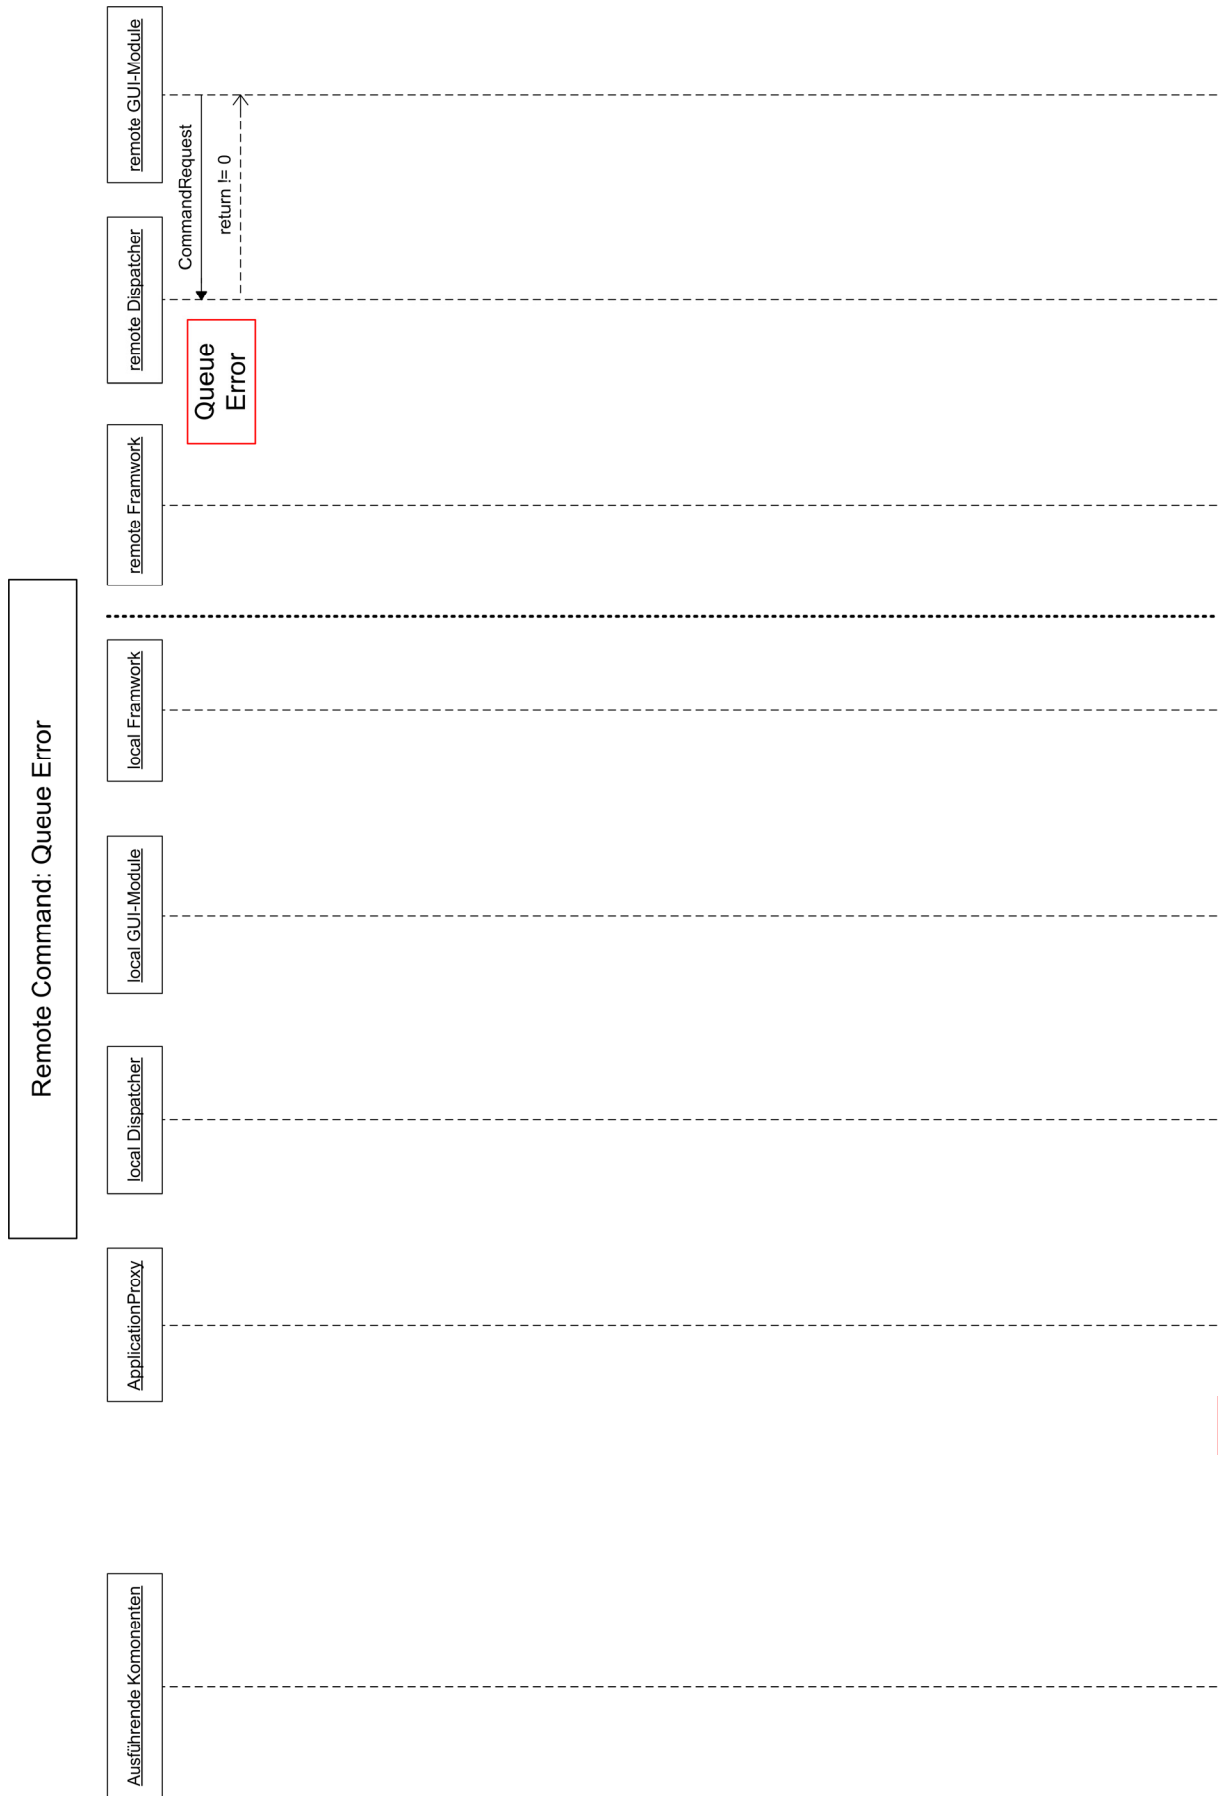 Remote Command: Queue Error
Ausführende Komonenten
ApplicationProxy
local Dispatcher
local GUI-Module
local Framwork
remote Framwork
remote Dispatcher
remote GUI-Module
CommandRequest
return != 0
Queue
Error